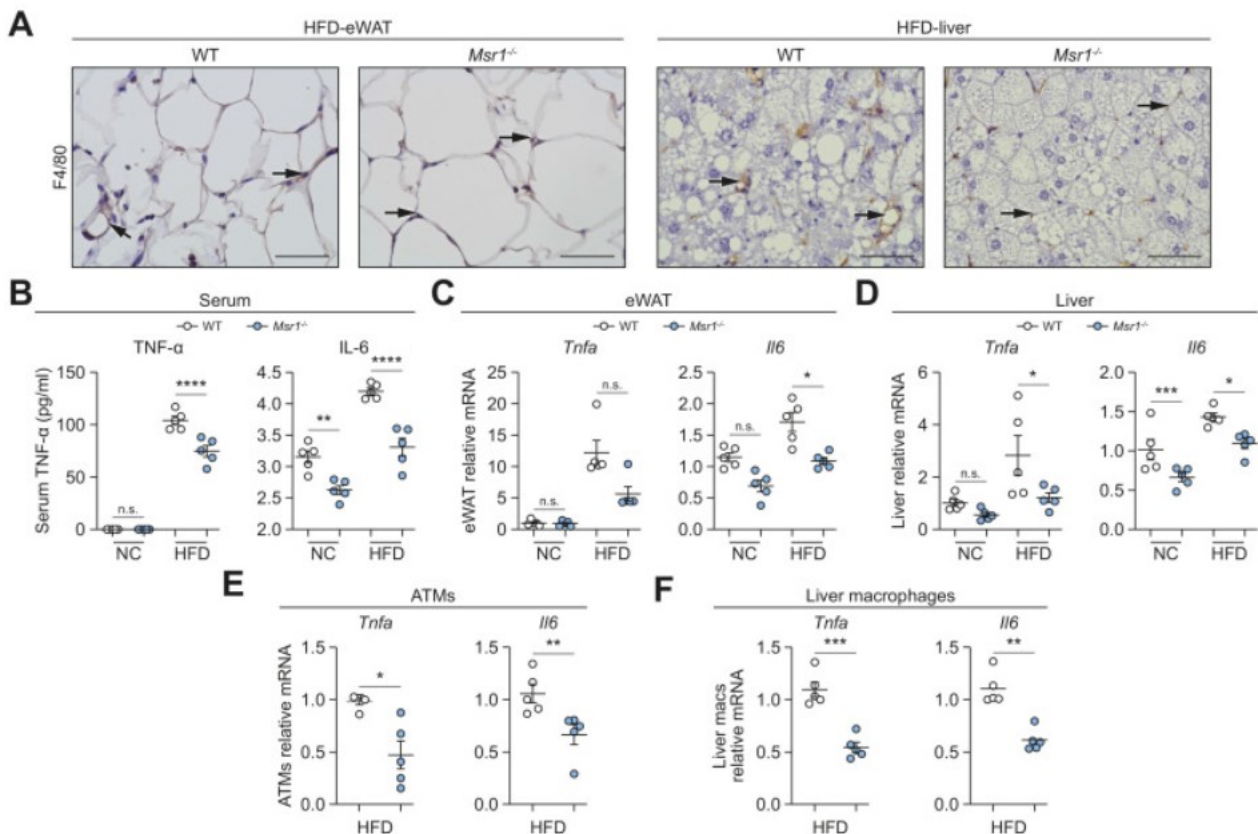 A
HFD-eWAT
HFD-liver
WT
Msr1-/-
WT
Msr1-/-
F4/80
B
Serum
WT
Msr1-/-
TNF-α
IL-6
Serum TNF-α (pg/ml)
150
100
50
0
n.s.
****
NC
HFD
4.5
4.0
3.5
3.0
2.5
2.0
**
****
NC
HFD
C
eWAT
WT
Msr1-/-
Tnfa
Il6
eWAT relative mRNA
25
20
15
10
5
0
n.s.
n.s.
NC
HFD
2.5
2.0
1.5
1.0
0.5
0.0
n.s.
*
NC
HFD
D
Liver
WT
Msr1-/-
Tnfa
Il6
Liver relative mRNA
6
4
2
0
n.s.
*
NC
HFD
2.0
1.5
1.0
0.5
0.0
***
*
NC
HFD
E
ATMs
Tnfa
Il6
ATMs relative mRNA
1.5
1.0
0.5
0.0
*
HFD
1.5
1.0
0.5
0.0
**
HFD
F
Liver macrophages
Tnfa
Il6
Liver macs
relative mRNA
1.5
1.0
0.5
0.0
***
HFD
1.5
1.0
0.5
0.0
**
HFD